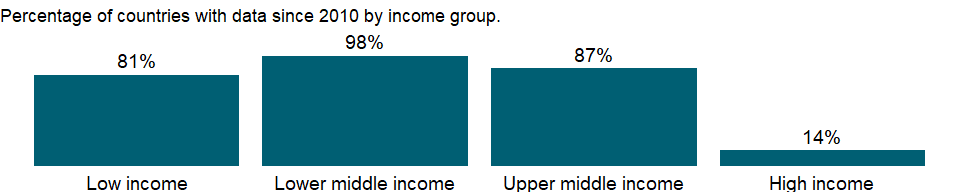 Percentage of countries with data since 2010 by income group.
81%
98%
87%
14%
Low income
Lower middle income
Upper middle income
High income